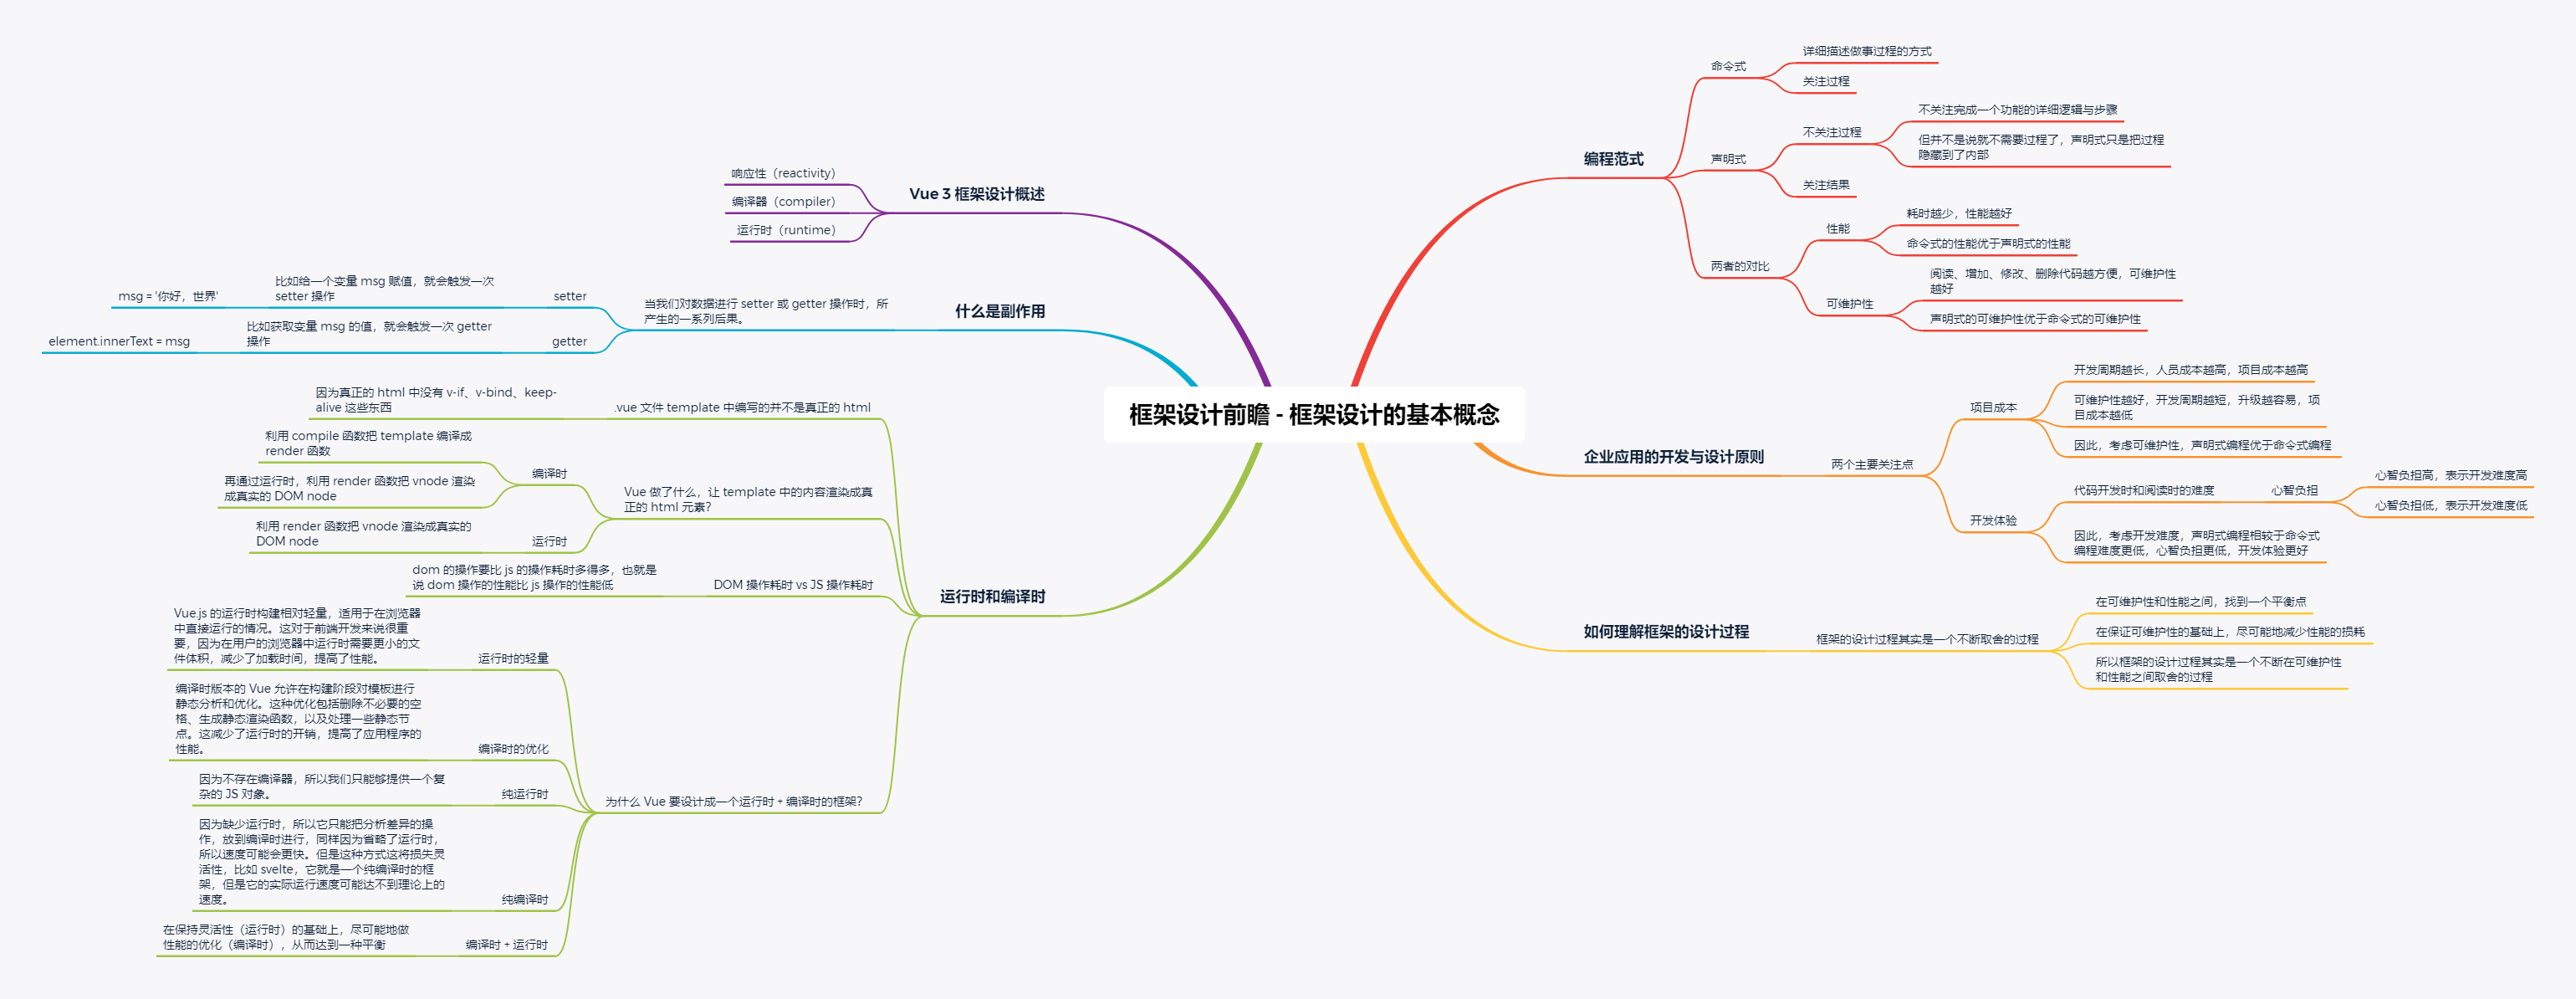 框架设计前瞻 - 框架设计的基本概念
编程范式
命令式
详细描述做事过程的方式
关注过程
声明式
不关注过程
不关注完成一个功能的详细逻辑与步骤
但并不是说就不需要过程了，声明式只是把过程
隐藏到了内部
关注结果
两者的对比
性能
耗时越少，性能越好
命令式的性能优于声明式的性能
可维护性
阅读、增加、修改、删除代码越方便，可维护性
越好
声明式的可维护性优于命令式的可维护性
企业应用的开发与设计原则
两个主要关注点
项目成本
开发周期越长，人员成本越高，项目成本越高
可维护性越好，开发周期越短，升级越容易，项
目成本越低
因此，考虑可维护性，声明式编程优于命令式编程
开发体验
代码开发时和阅读时的难度
心智负担
心智负担高，表示开发难度高
心智负担低，表示开发难度低
因此，考虑开发难度，声明式编程相较于命令式
编程难度更低，心智负担更低，开发体验更好
如何理解框架的设计过程
框架的设计过程其实是一个不断取舍的过程
在可维护性和性能之间，找到一个平衡点
在保证可维护性的基础上，尽可能地减少性能的损耗
所以框架的设计过程其实是一个不断在可维护性
和性能之间取舍的过程
Vue 3 框架设计概述
响应性（reactivity）
编译器（compiler）
运行时（runtime）
什么是副作用
当我们对数据进行 setter 或 getter 操作时，所
产生的一系列后果。
setter
比如给一个变量 msg 赋值，就会触发一次
setter 操作
msg = '你好，世界'
getter
比如获取变量 msg 的值，就会触发一次 getter
操作
element.innerText = msg
运行时和编译时
.vue 文件 template 中编写的并不是真正的 html
因为真正的 html 中没有 v-if、v-bind、keep-
alive 这些东西
Vue 做了什么，让 template 中的内容渲染成真
正的 html 元素？
编译时
利用 compile 函数把 template 编译成
render 函数
再通过运行时，利用 render 函数把 vnode 渲染
成真实的 DOM node
运行时
利用 render 函数把 vnode 渲染成真实的
DOM node
DOM 操作耗时 vs JS 操作耗时
dom 的操作要比 js 的操作耗时多得多，也就是
说 dom 操作的性能比 js 操作的性能低
为什么 Vue 要设计成一个运行时 + 编译时的框架？
运行时的轻量
Vue.js 的运行时构建相对轻量，适用于在浏览器
中直接运行的情况。这对于前端开发来说很重
要，因为在用户的浏览器中运行时需要更小的文
件体积，减少了加载时间，提高了性能。
编译时的优化
编译时版本的 Vue 允许在构建阶段对模板进行
静态分析和优化。这种优化包括删除不必要的空
格、生成静态渲染函数，以及处理一些静态节
点。这减少了运行时的开销，提高了应用程序的
性能。
纯运行时
因为不存在编译器，所以我们只能够提供一个复
杂的 JS 对象。
纯编译时
因为缺少运行时，所以它只能把分析差异的操
作，放到编译时进行，同样因为省略了运行时，
所以速度可能会更快。但是这种方式这将损失灵
活性，比如 svelte，它就是一个纯编译时的框
架，但是它的实际运行速度可能达不到理论上的
速度。
编译时 + 运行时
在保持灵活性（运行时）的基础上，尽可能地做
性能的优化（编译时），从而达到一种平衡